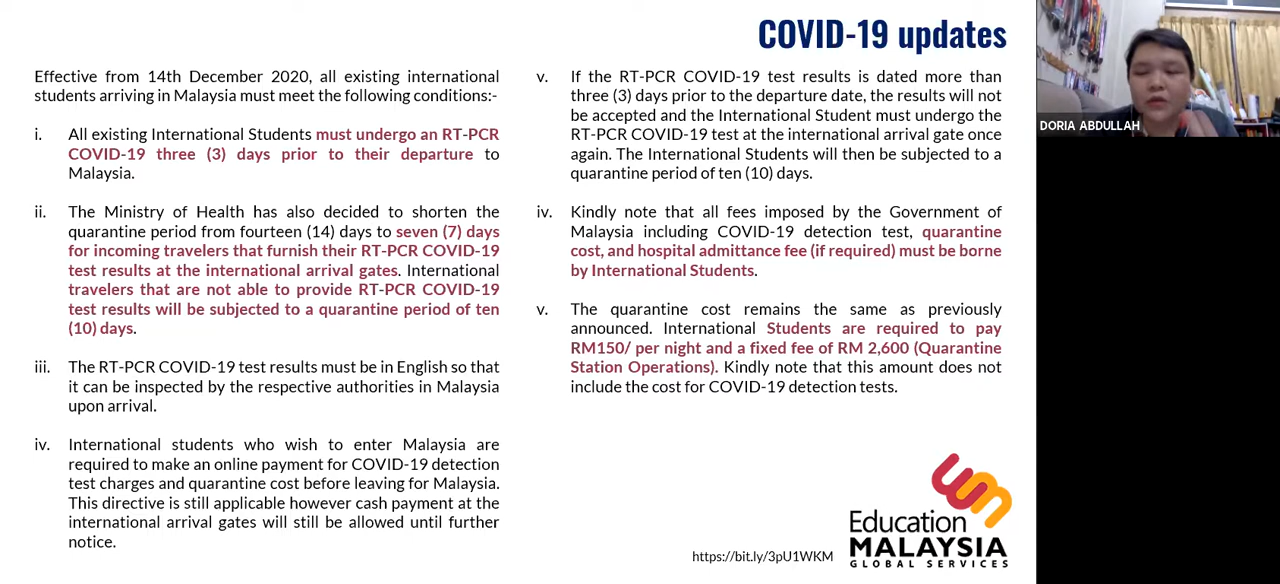 COVID-19 updates
Effective from 14th December 2020, all existing international
students arriving in Malaysia must meet the following conditions:-
i. All existing International Students must undergo an RT-PCR
COVID-19 three (3) days prior to their departure to
Malaysia.
ii. The Ministry of Health has also decided to shorten the
quarantine period from fourteen (14) days to seven (7) days
for incoming travelers that furnish their RT-PCR COVID-19
test results at the international arrival gates. International
travelers that are not able to provide RT-PCR COVID-19
test results will be subjected to a quarantine period of ten
(10) days.
iii. The RT-PCR COVID-19 test results must be in English so that
it can be inspected by the respective authorities in Malaysia
upon arrival.
iv. International students who wish to enter Malaysia are
required to make an online payment for COVID-19 detection
test charges and quarantine cost before leaving for Malaysia.
This directive is still applicable however cash payment at the
international arrival gates will still be allowed until further
notice.
v. If the RT-PCR COVID-19 test results is dated more than
three (3) days prior to the departure date, the results will not
be accepted and the International Student must undergo the
RT-PCR COVID-19 test at the international arrival gate once
again. The International Students will then be subjected to a
quarantine period of ten (10) days.
iv. Kindly note that all fees imposed by the Government of
Malaysia including COVID-19 detection test, quarantine
cost, and hospital admittance fee (if required) must be borne
by International Students.
v. The quarantine cost remains the same as previously
announced. International Students are required to pay
RM150/ per night and a fixed fee of RM 2,600 (Quarantine
Station Operations). Kindly note that this amount does not
include the cost for COVID-19 detection tests.
https://bit.ly/3pU1WKM
Education
MALAYSIA
GLOBAL SERVICES
DORIA ABDULLAH